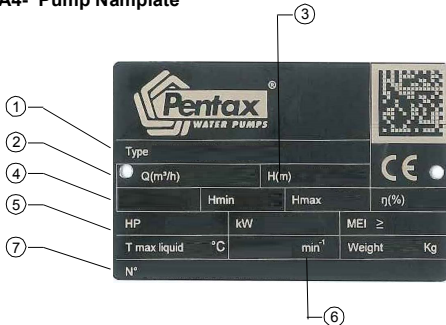 A4- Pump Namplate
3
Pentax®
WATER PUMPS
1
Type
2
Q(m³/h) H(m)
CE
4
Hmin Hmax η(%)
5
HP kW MEI ≥
T max liquid °C min⁻¹ Weight Kg
7
N°
6